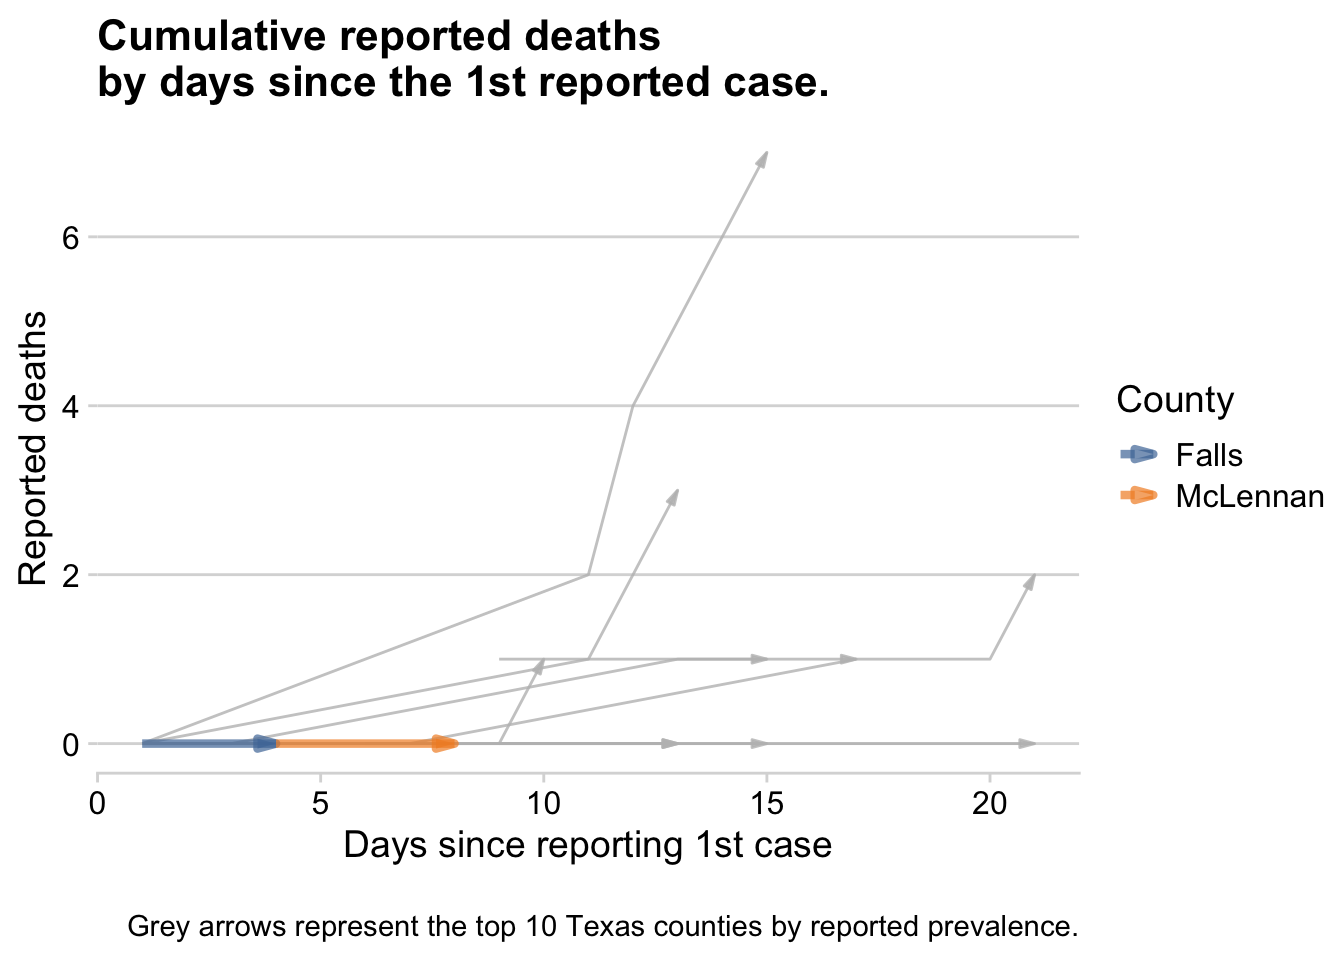 Cumulative reported deaths
by days since the 1st reported case.
Reported deaths
6
4
2
0
0 5 10 15 20
Days since reporting 1st case
County
Falls
McLennan
Grey arrows represent the top 10 Texas counties by reported prevalence.